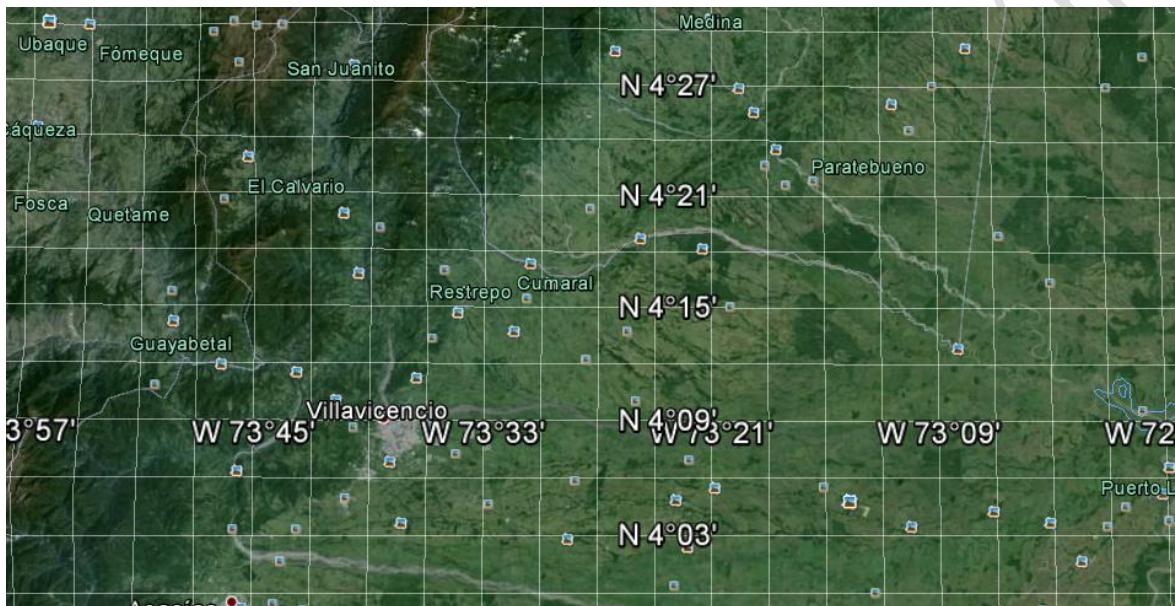 Medina
Ubaque
Fómeque
San Juanito
N 4°27'
cáqueza
Paratebueno
El Calvario
N 4°21'
Fosca
Quetame
Cumaral
Restrepo
N 4°15'
Guayabetal
Villavicencio
N 4°09'
3°57'
W 73°45'
W 73°33'
W 73°21'
W 73°09'
W 72
Puerto L
N 4°03'